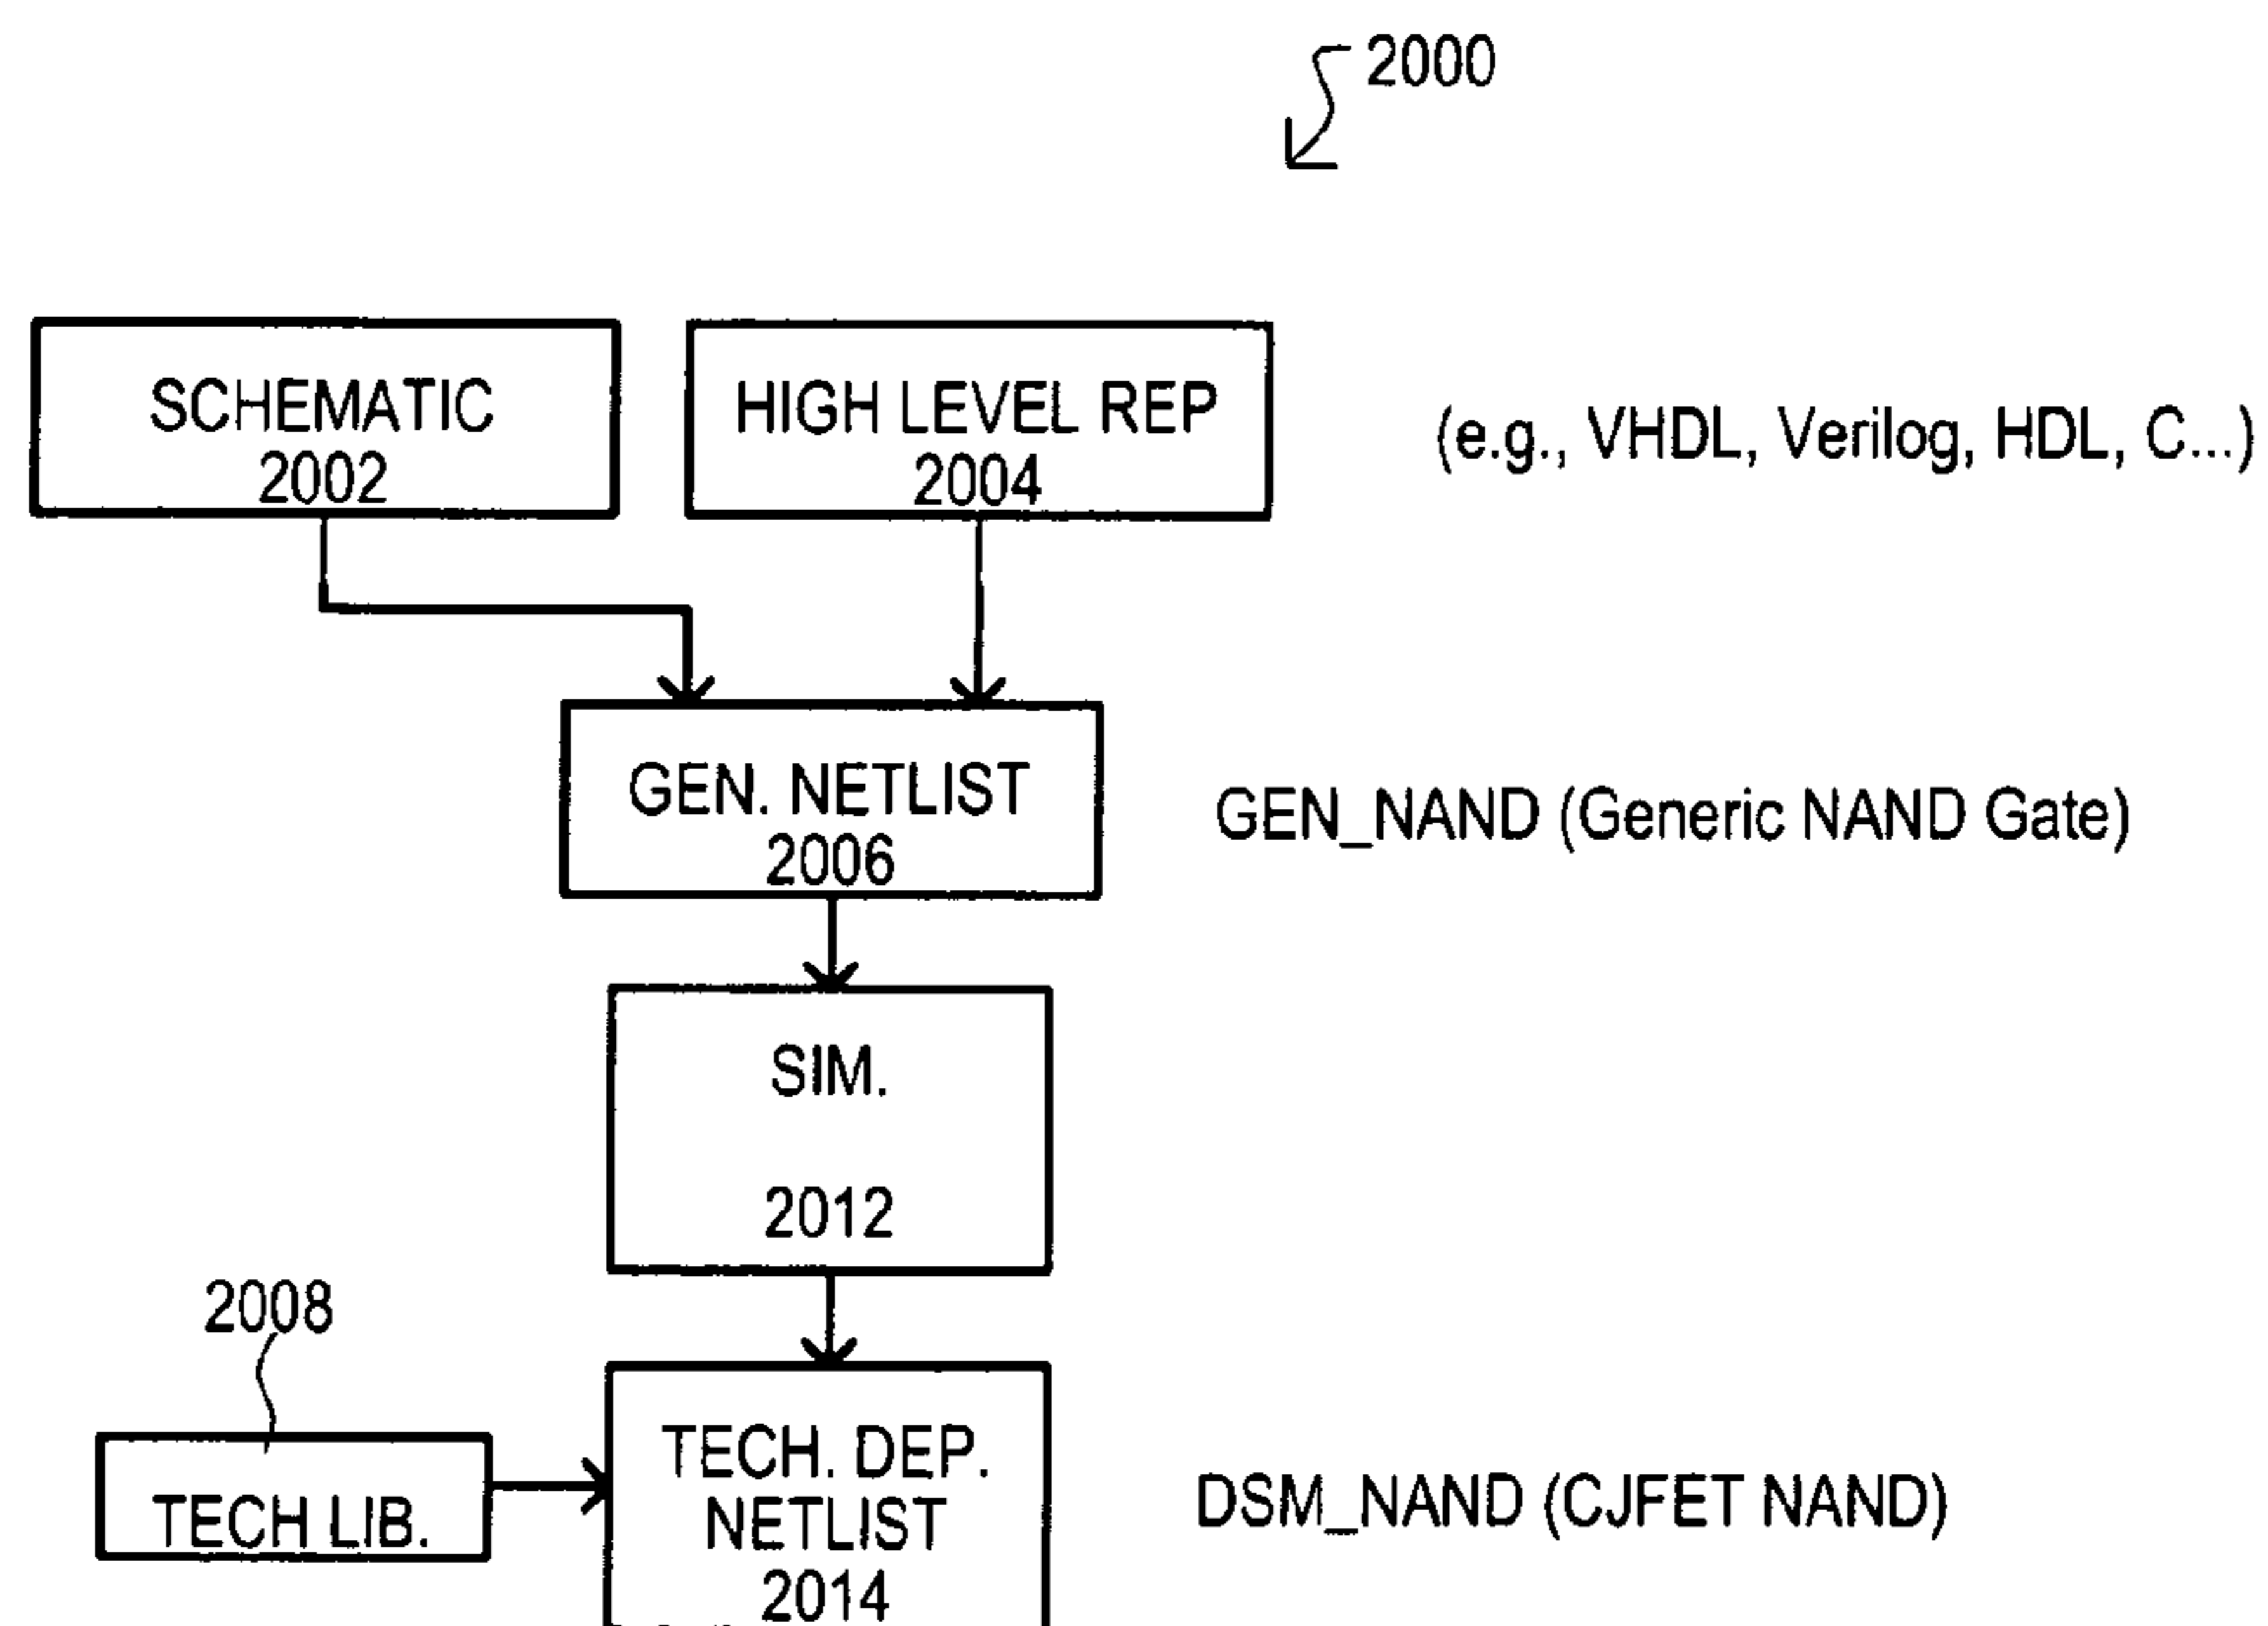 2000
SCHEMATIC
2002
HIGH LEVEL REP
2004
(e.g., VHDL, Verilog, HDL, C...)
GEN. NETLIST
2006
GEN_NAND (Generic NAND Gate)
SIM.
2012
2008
TECH LIB.
TECH. DEP.
NETLIST
2014
DSM_NAND (CJFET NAND)